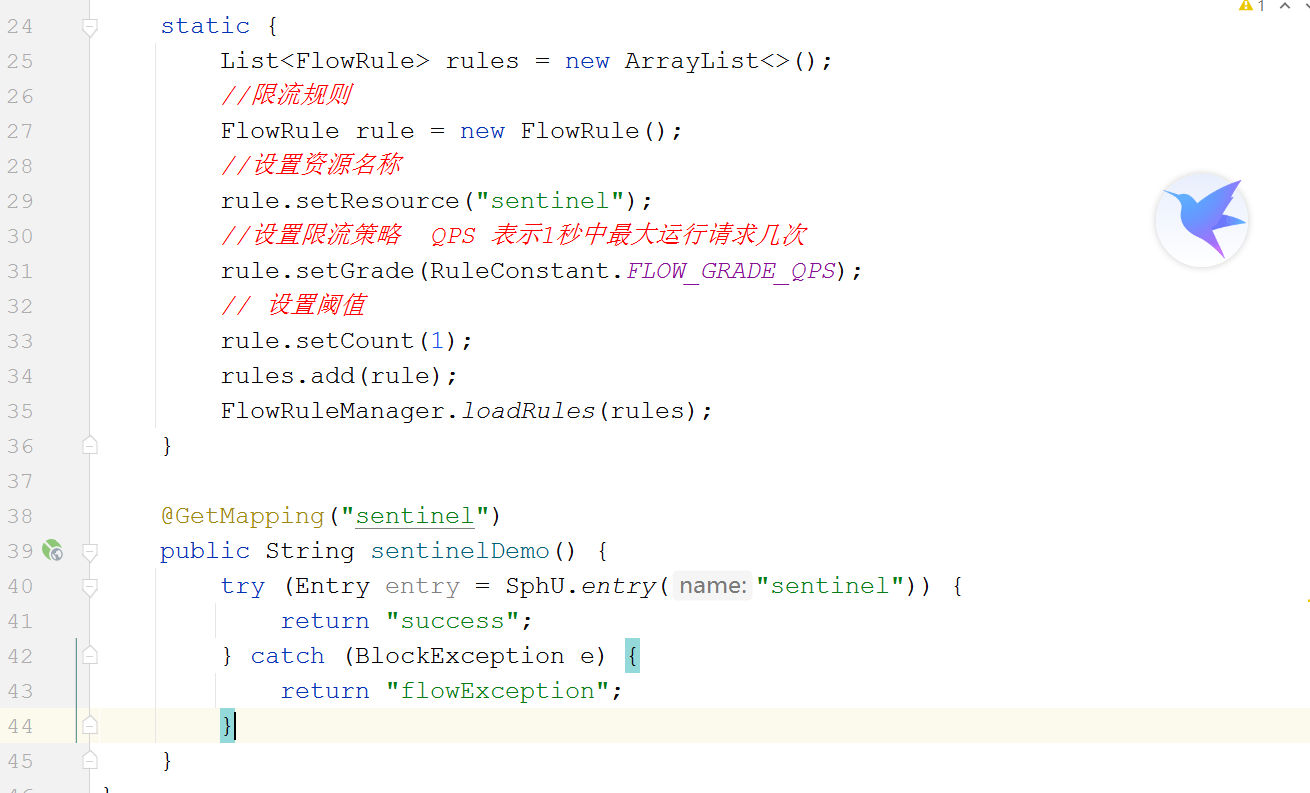 1
24 static {
25 List<FlowRule> rules = new ArrayList<>();
26 //限流规则
27 FlowRule rule = new FlowRule();
28 //设置资源名称
29 rule.setResource("sentinel");
30 //设置限流策略  QPS 表示1秒中最大运行请求几次
31 rule.setGrade(RuleConstant.FLOW_GRADE_QPS);
32 // 设置阈值
33 rule.setCount(1);
34 rules.add(rule);
35 FlowRuleManager.loadRules(rules);
36 }
37
38 @GetMapping("sentinel")
39 public String sentinelDemo() {
40 try (Entry entry = SphU.entry( name: "sentinel")) {
41 return "success";
42 } catch (BlockException e) {
43 return "flowException";
44 }
45 }